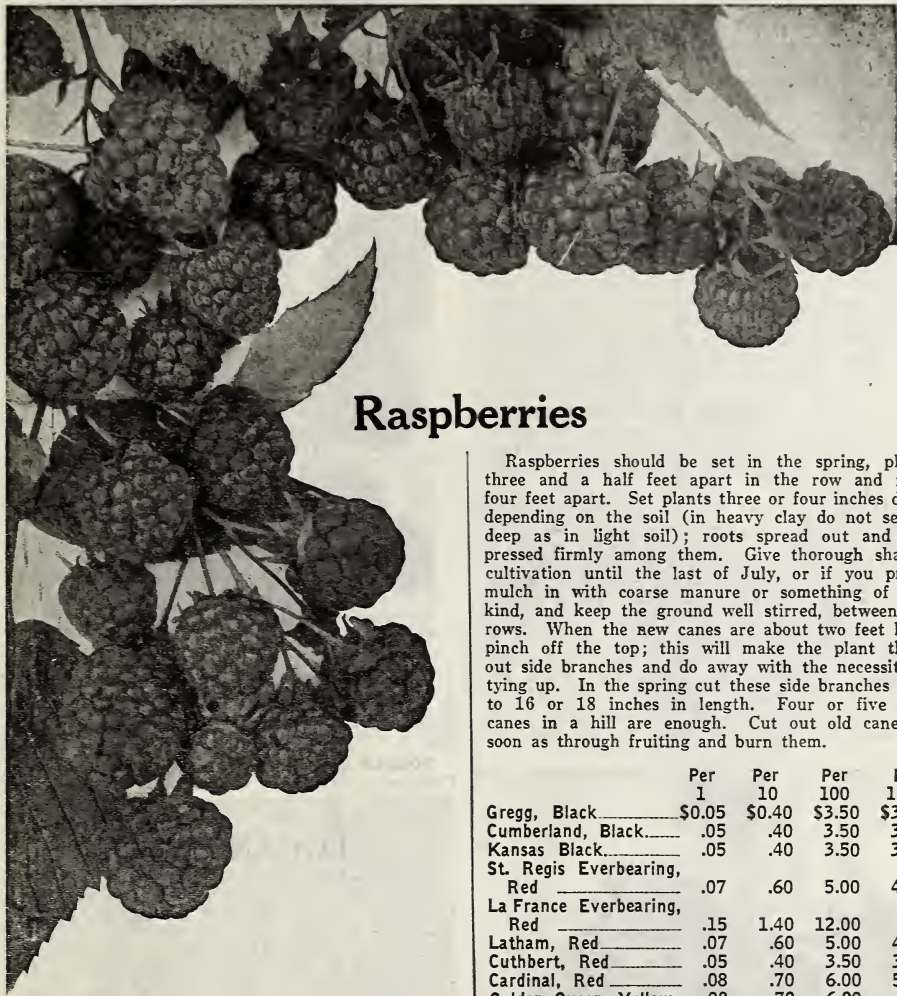 Raspberries
Raspberries should be set in the spring,
three and a half feet apart in the row and
four feet apart. Set plants three or four inches
depending on the soil (in heavy clay do not
deep as in light soil); roots spread out and
pressed firmly among them. Give thorough
cultivation until the last of July, or if you
mulch in with coarse manure or something of
kind, and keep the ground well stirred, between
rows. When the new canes are about two feet
pinch off the top; this will make the plant
out side branches and do away with the
tying up. In the spring cut these side branches
to 16 or 18 inches in length. Four or five
canes in a hill are enough. Cut out old
soon as through fruiting and burn them.
Per Per Per
1 10 100
Gregg, Black $0.05 $0.40 $3.50
Cumberland, Black .05 .40 3.50
Kansas Black .05 .40 3.50
St. Regis Everbearing,
Red .07 .60 5.00
La France Everbearing,
Red .15 1.40 12.00
Latham, Red .07 .60 5.00
Cuthbert, Red .05 .40 3.50
Cardinal, Red .08 .70 6.00